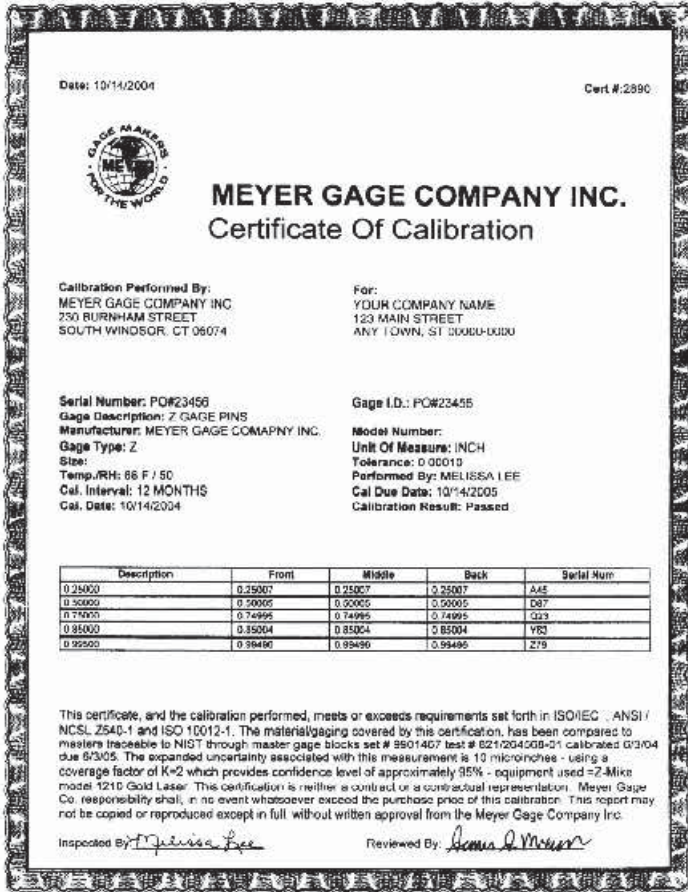 Date: 10/14/2004
Cert #:2890
GAGE MAKERS
MEYER
FOR THE WORLD
MEYER GAGE COMPANY INC.
Certificate Of Calibration
Calibration Performed By:
MEYER GAGE COMPANY INC
230 BURNHAM STREET
SOUTH WINDSOR, CT 06074
For:
YOUR COMPANY NAME
123 MAIN STREET
ANY TOWN, ST 00000-0000
Serial Number: PO#23456
Gage Description: Z GAGE PINS
Manufacturer: MEYER GAGE COMAPNY INC.
Gage Type: Z
Size:
Temp./RH: 66 F / 50
Cal. Interval: 12 MONTHS
Cal. Date: 10/14/2004
Gage I.D.: PO#23456
Model Number:
Unit Of Measure: INCH
Tolerance: 0.00010
Performed By: MELISSA LEE
Cal Due Date: 10/14/2005
Calibration Result: Passed
Description Front Middle Back Serial Num
0.25000 0.25007 0.25007 0.25007 A45
0.50000 0.50005 0.50005 0.50005 D87
0.75000 0.74995 0.74995 0.74995 Q23
0.85000 0.85004 0.85004 0.85004 Y63
0.99500 0.99496 0.99496 Z79
This certificate, and the calibration performed, meets or exceeds requirements set forth in ISO/IEC , ANSI /
NCSL Z540-1 and ISO 10012-1. The material/gaging covered by this certification, has been compared to
masters traceable to NIST through master gage blocks set # 9901467 test # calibrated 6/3/04
due 6/3/05. The expanded uncertainty associated with this measurement is 10 microinches - using a
coverage factor of K=2 which provides confidence level of approximately 95% - equipment used =Z-Mike
model 1210 Gold Laser. This certification is neither a contract or a contractual representation. Meyer Gage
Co. responsibility shall, in no event whatsoever exceed the purchase price of this calibration. This report may
not be copied or reproduced except in full, without written approval from the Meyer Gage Company Inc.
Inspected By: Melissa Lee
Reviewed By: